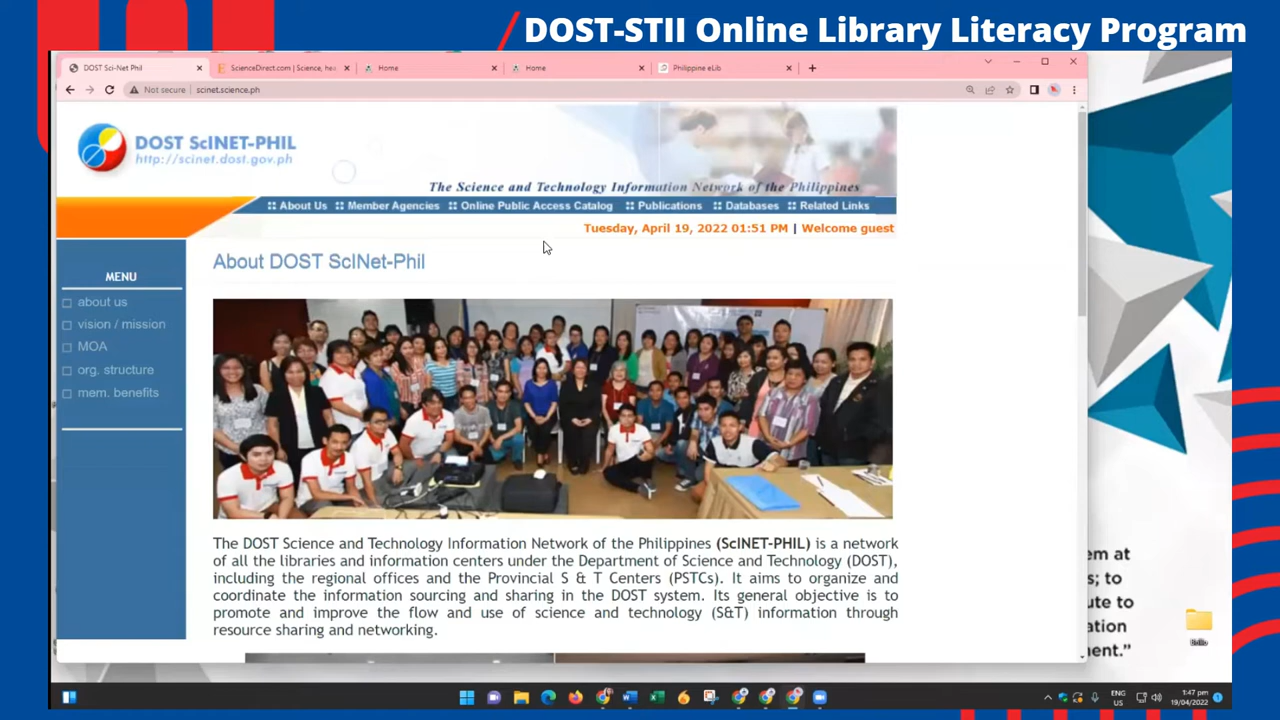 DOST-STII Online Library Literacy Program
DOST Sci-Net Phil
ScienceDirect.com | Science, hea
Home
Home
Philippine eLib
Not secure
scinet.science.ph
DOST ScINET-PHIL
http://scinet.dost.gov.ph
The Science and Technology Information Network of the Philippines
:: About Us :: Member Agencies :: Online Public Access Catalog :: Publications :: Databases :: Related Links
Tuesday, April 19, 2022 01:51 PM | Welcome guest
MENU
about us
vision / mission
MOA
org. structure
mem. benefits
About DOST ScINet-Phil
22
The DOST Science and Technology Information Network of the Philippines (ScINET-PHIL) is a network
of all the libraries and information centers under the Department of Science and Technology (DOST),
including the regional offices and the Provincial S & T Centers (PSTCs). It aims to organize and
coordinate the information sourcing and sharing in the DOST system. Its general objective is to
promote and improve the flow and use of science and technology (S&T) information through
resource sharing and networking.
em at
s; to
ute to
ation
ent."
ENG
US
1:47 pm
19/04/2022